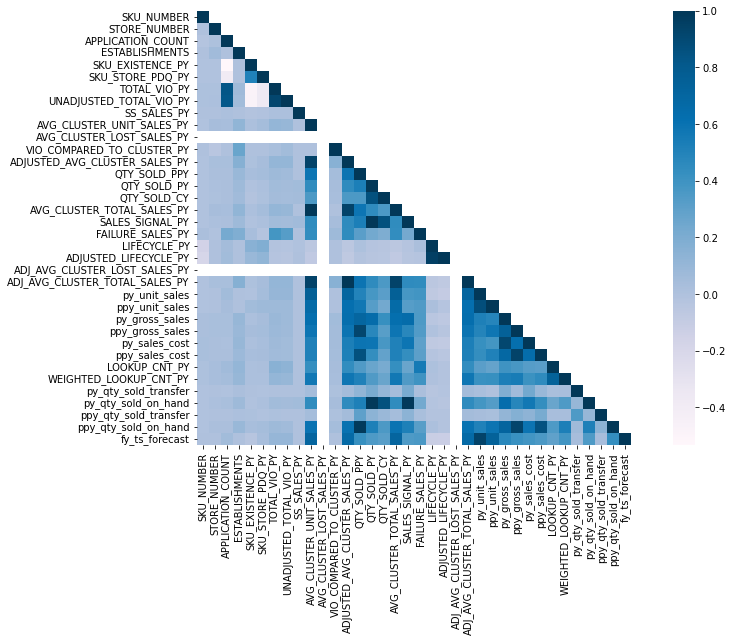 SKU_NUMBER
STORE_NUMBER
APPLICATION_COUNT
ESTABLISHMENTS
SKU_EXISTENCE_PY
SKU_STORE_PDQ_PY
TOTAL_VIO_PY
UNADJUSTED_TOTAL_VIO_PY
SS_SALES_PY
AVG_CLUSTER_UNIT_SALES_PY
AVG_CLUSTER_LOST_SALES_PY
VIO_COMPARED_TO_CLUSTER_PY
ADJUSTED_AVG_CLUSTER_SALES_PY
QTY_SOLD_PPY
QTY_SOLD_PY
QTY_SOLD_CY
AVG_CLUSTER_TOTAL_SALES_PY
SALES_SIGNAL_PY
FAILURE_SALES_PY
LIFECYCLE_PY
ADJUSTED_LIFECYCLE_PY
ADJ_AVG_CLUSTER_LOST_SALES_PY
ADJ_AVG_CLUSTER_TOTAL_SALES_PY
py_unit_sales
ppy_unit_sales
py_gross_sales
ppy_gross_sales
py_sales_cost
ppy_sales_cost
LOOKUP_CNT_PY
WEIGHTED_LOOKUP_CNT_PY
py_qty_sold_transfer
py_qty_sold_on_hand
ppy_qty_sold_transfer
ppy_qty_sold_on_hand
fy_ts_forecast
SKU_NUMBER
STORE_NUMBER
APPLICATION_COUNT
ESTABLISHMENTS
SKU_EXISTENCE_PY
SKU_STORE_PDQ_PY
TOTAL_VIO_PY
UNADJUSTED_TOTAL_VIO_PY
SS_SALES_PY
AVG_CLUSTER_UNIT_SALES_PY
AVG_CLUSTER_LOST_SALES_PY
VIO_COMPARED_TO_CLUSTER_PY
ADJUSTED_AVG_CLUSTER_SALES_PY
QTY_SOLD_PPY
QTY_SOLD_PY
QTY_SOLD_CY
AVG_CLUSTER_TOTAL_SALES_PY
SALES_SIGNAL_PY
FAILURE_SALES_PY
LIFECYCLE_PY
ADJUSTED_LIFECYCLE_PY
ADJ_AVG_CLUSTER_LOST_SALES_PY
ADJ_AVG_CLUSTER_TOTAL_SALES_PY
py_unit_sales
ppy_unit_sales
py_gross_sales
ppy_gross_sales
py_sales_cost
ppy_sales_cost
LOOKUP_CNT_PY
WEIGHTED_LOOKUP_CNT_PY
py_qty_sold_transfer
py_qty_sold_on_hand
ppy_qty_sold_transfer
ppy_qty_sold_on_hand
fy_ts_forecast
1.0
0.8
0.6
0.4
0.2
0.0
−0.2
−0.4